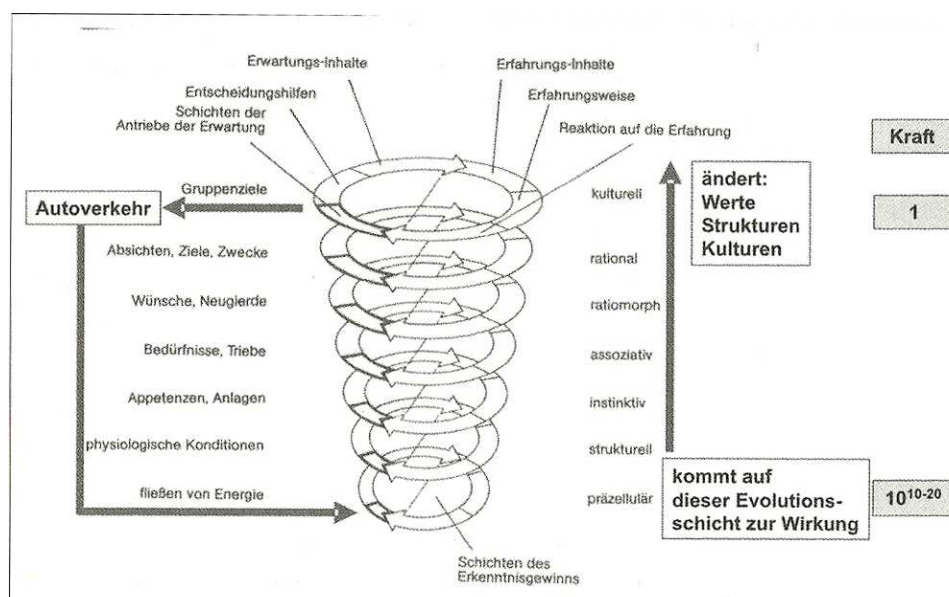 Erwartungs-Inhalte
Entscheidungshilfen
Schichten der
Antriebe der Erwartung
Erfahrungs-Inhalte
Erfahrungsweise
Reaktion auf die Erfahrung
Kraft
Gruppenziele
Autoverkehr
kulturell
ändert:
Werte
Strukturen
Kulturen
1
Absichten, Ziele, Zwecke
rational
Wünsche, Neugierde
ratiomorph
Bedürfnisse, Triebe
assoziativ
Appetenzen, Anlagen
instinktiv
physiologische Konditionen
strukturell
fließen von Energie
präzellulär
kommt auf
dieser Evolutions-
schicht zur Wirkung
10^10-20
Schichten des
Erkenntnisgewinns